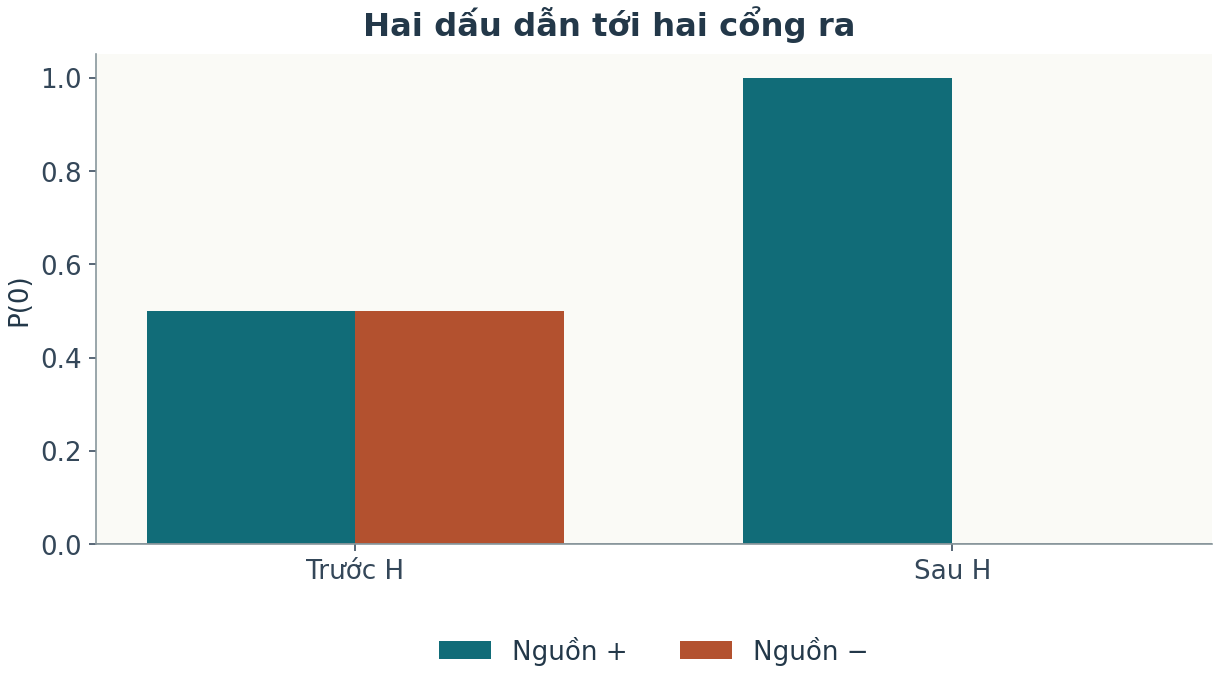 Hai dấu dẫn tới hai cổng ra
P(0)
1.0
0.8
0.6
0.4
0.2
0.0
Trước H Sau H
Nguồn + Nguồn −